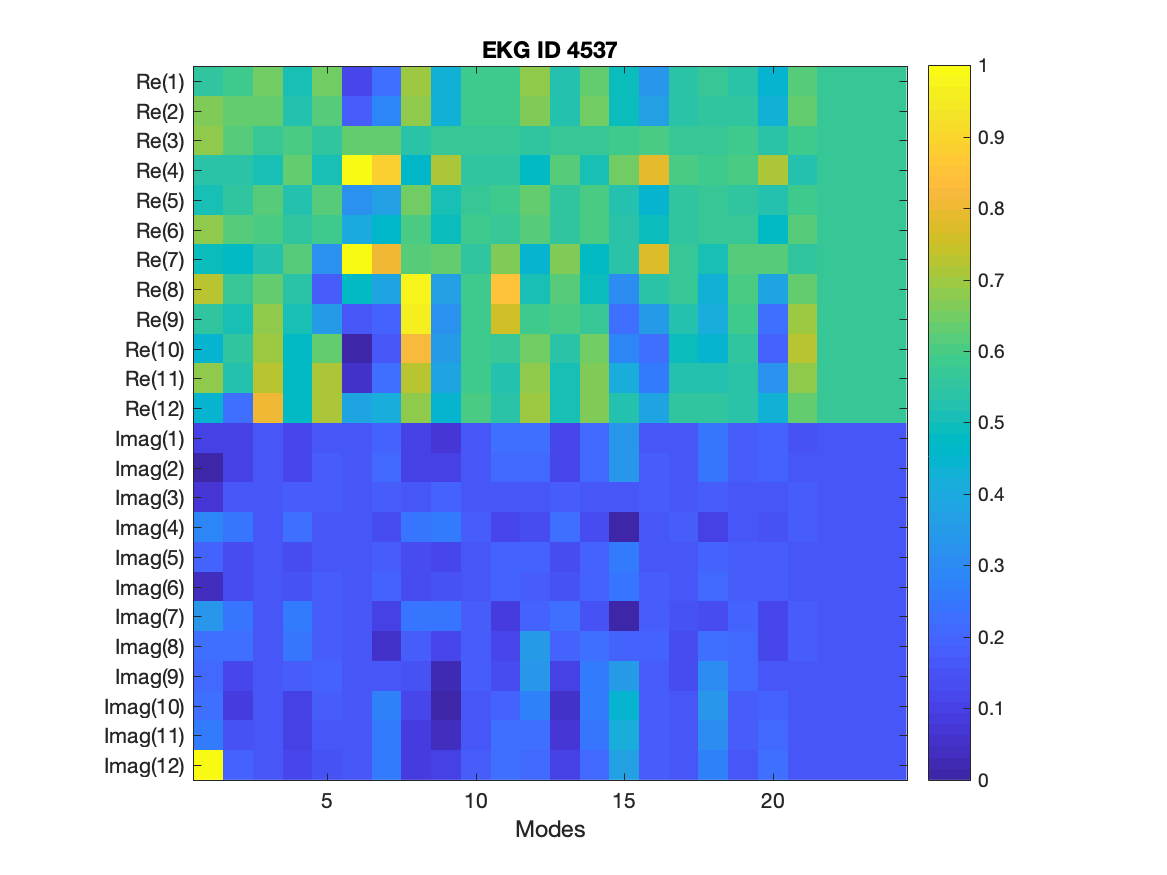 EKG ID 4537
Re(1)
Re(2)
Re(3)
Re(4)
Re(5)
Re(6)
Re(7)
Re(8)
Re(9)
Re(10)
Re(11)
Re(12)
Imag(1)
Imag(2)
Imag(3)
Imag(4)
Imag(5)
Imag(6)
Imag(7)
Imag(8)
Imag(9)
Imag(10)
Imag(11)
Imag(12)
5 10 15 20
Modes
1
0.9
0.8
0.7
0.6
0.5
0.4
0.3
0.2
0.1
0